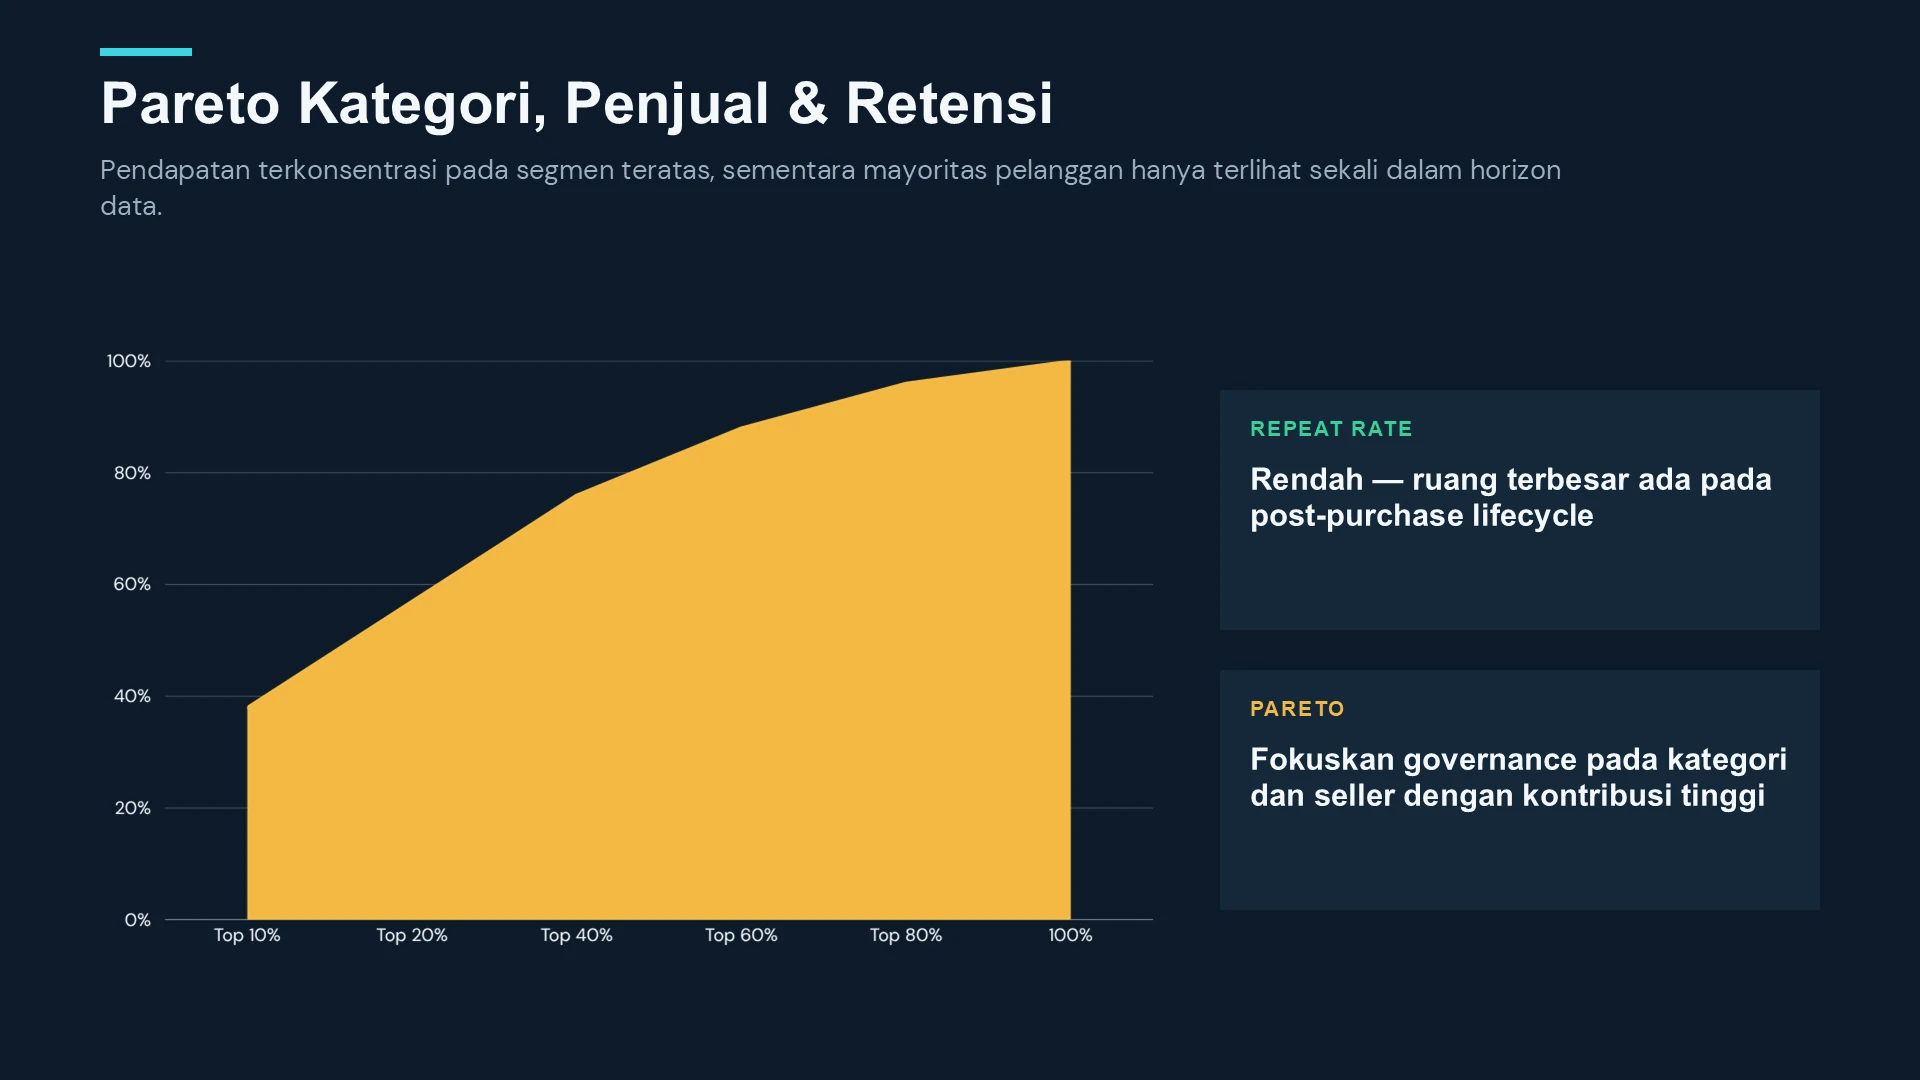 Pareto Kategori, Penjual & Retensi
Pendapatan terkonsentrasi pada segmen teratas, sementara mayoritas pelanggan hanya terlihat sekali dalam horizon
data.
100%
80%
60%
40%
20%
0%
Top 10%
Top 20%
Top 40%
Top 60%
Top 80%
100%
REPEAT RATE
Rendah — ruang terbesar ada pada
post-purchase lifecycle
PARETO
Fokuskan governance pada kategori
dan seller dengan kontribusi tinggi